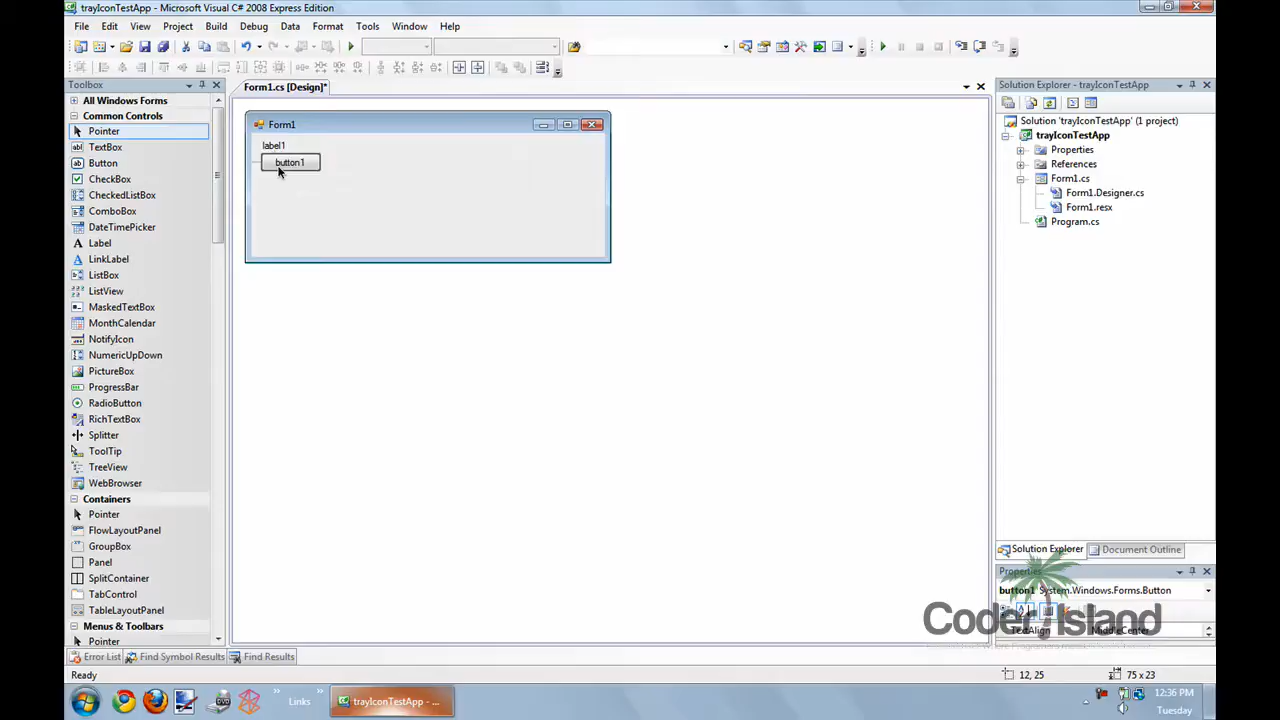 trayIconTestApp - Microsoft Visual C# 2008 Express Edition
File Edit View Project Build Debug Data Format Tools Window Help
Toolbox
Form1.cs [Design]*
Solution Explorer - trayIconTestApp
All Windows Forms
Common Controls
Pointer
TextBox
Button
CheckBox
CheckedListBox
ComboBox
DateTimePicker
Label
LinkLabel
ListBox
ListView
MaskedTextBox
MonthCalendar
NotifyIcon
NumericUpDown
PictureBox
ProgressBar
RadioButton
RichTextBox
Splitter
ToolTip
TreeView
WebBrowser
Containers
Pointer
FlowLayoutPanel
GroupBox
Panel
SplitContainer
TabControl
TableLayoutPanel
Menus & Toolbars
Pointer
Form1
label1
button1
Solution 'trayIconTestApp' (1 project)
trayIconTestApp
Properties
References
Form1.cs
Form1.Designer.cs
Form1.resx
Program.cs
Solution Explorer Document Outline
Properties
button1 System.Windows.Forms.Button
TextAlign MiddleCenter
Coder Island
Error List Find Symbol Results Find Results
Ready
12, 25 75 x 23
Links
trayIconTestApp - ...
12:36 PM
Tuesday